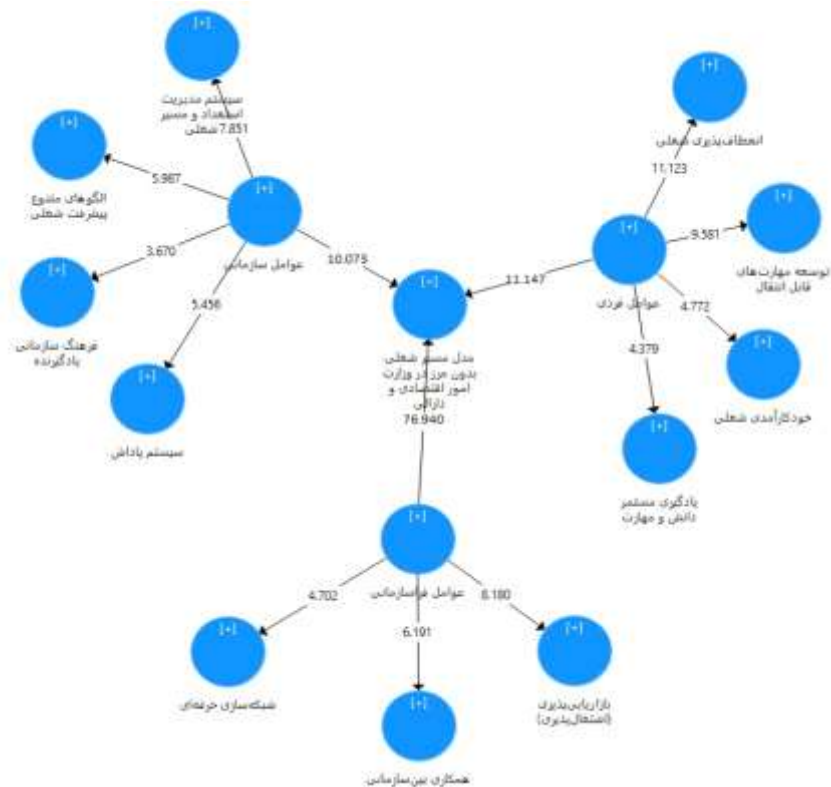 [+]
[+]
سیستم مدیریت
استعداد و مسیر
شغلی
7.851
[+]
5.987
الگوهای متنوع
پیشرفت شغلی
[+]
عوامل سازمانی
3.670
[+]
فرهنگ سازمانی
یادگیرنده
5.456
[+]
سیستم پاداش
10.075
[+]
مدل مسیر شغلی
بدون مرز در وزارت
امور اقتصادی و
دارائی
76.940
11.147
انعطاف‌پذیری شغلی
11.123
[+]
عوامل فردی
9.581
[+]
توسعه مهارت‌های
قابل انتقال
4.772
[+]
خودکارآمدی شغلی
4.379
[+]
یادگیری مستمر
دانش و مهارت
[+]
عوامل فراسازمانی
4.702
[+]
شبکه‌سازی حرفه‌ای
6.191
[+]
همکاری بین‌سازمانی
8.180
[+]
بازاریابی‌پذیری
(اشتغال‌پذیری)